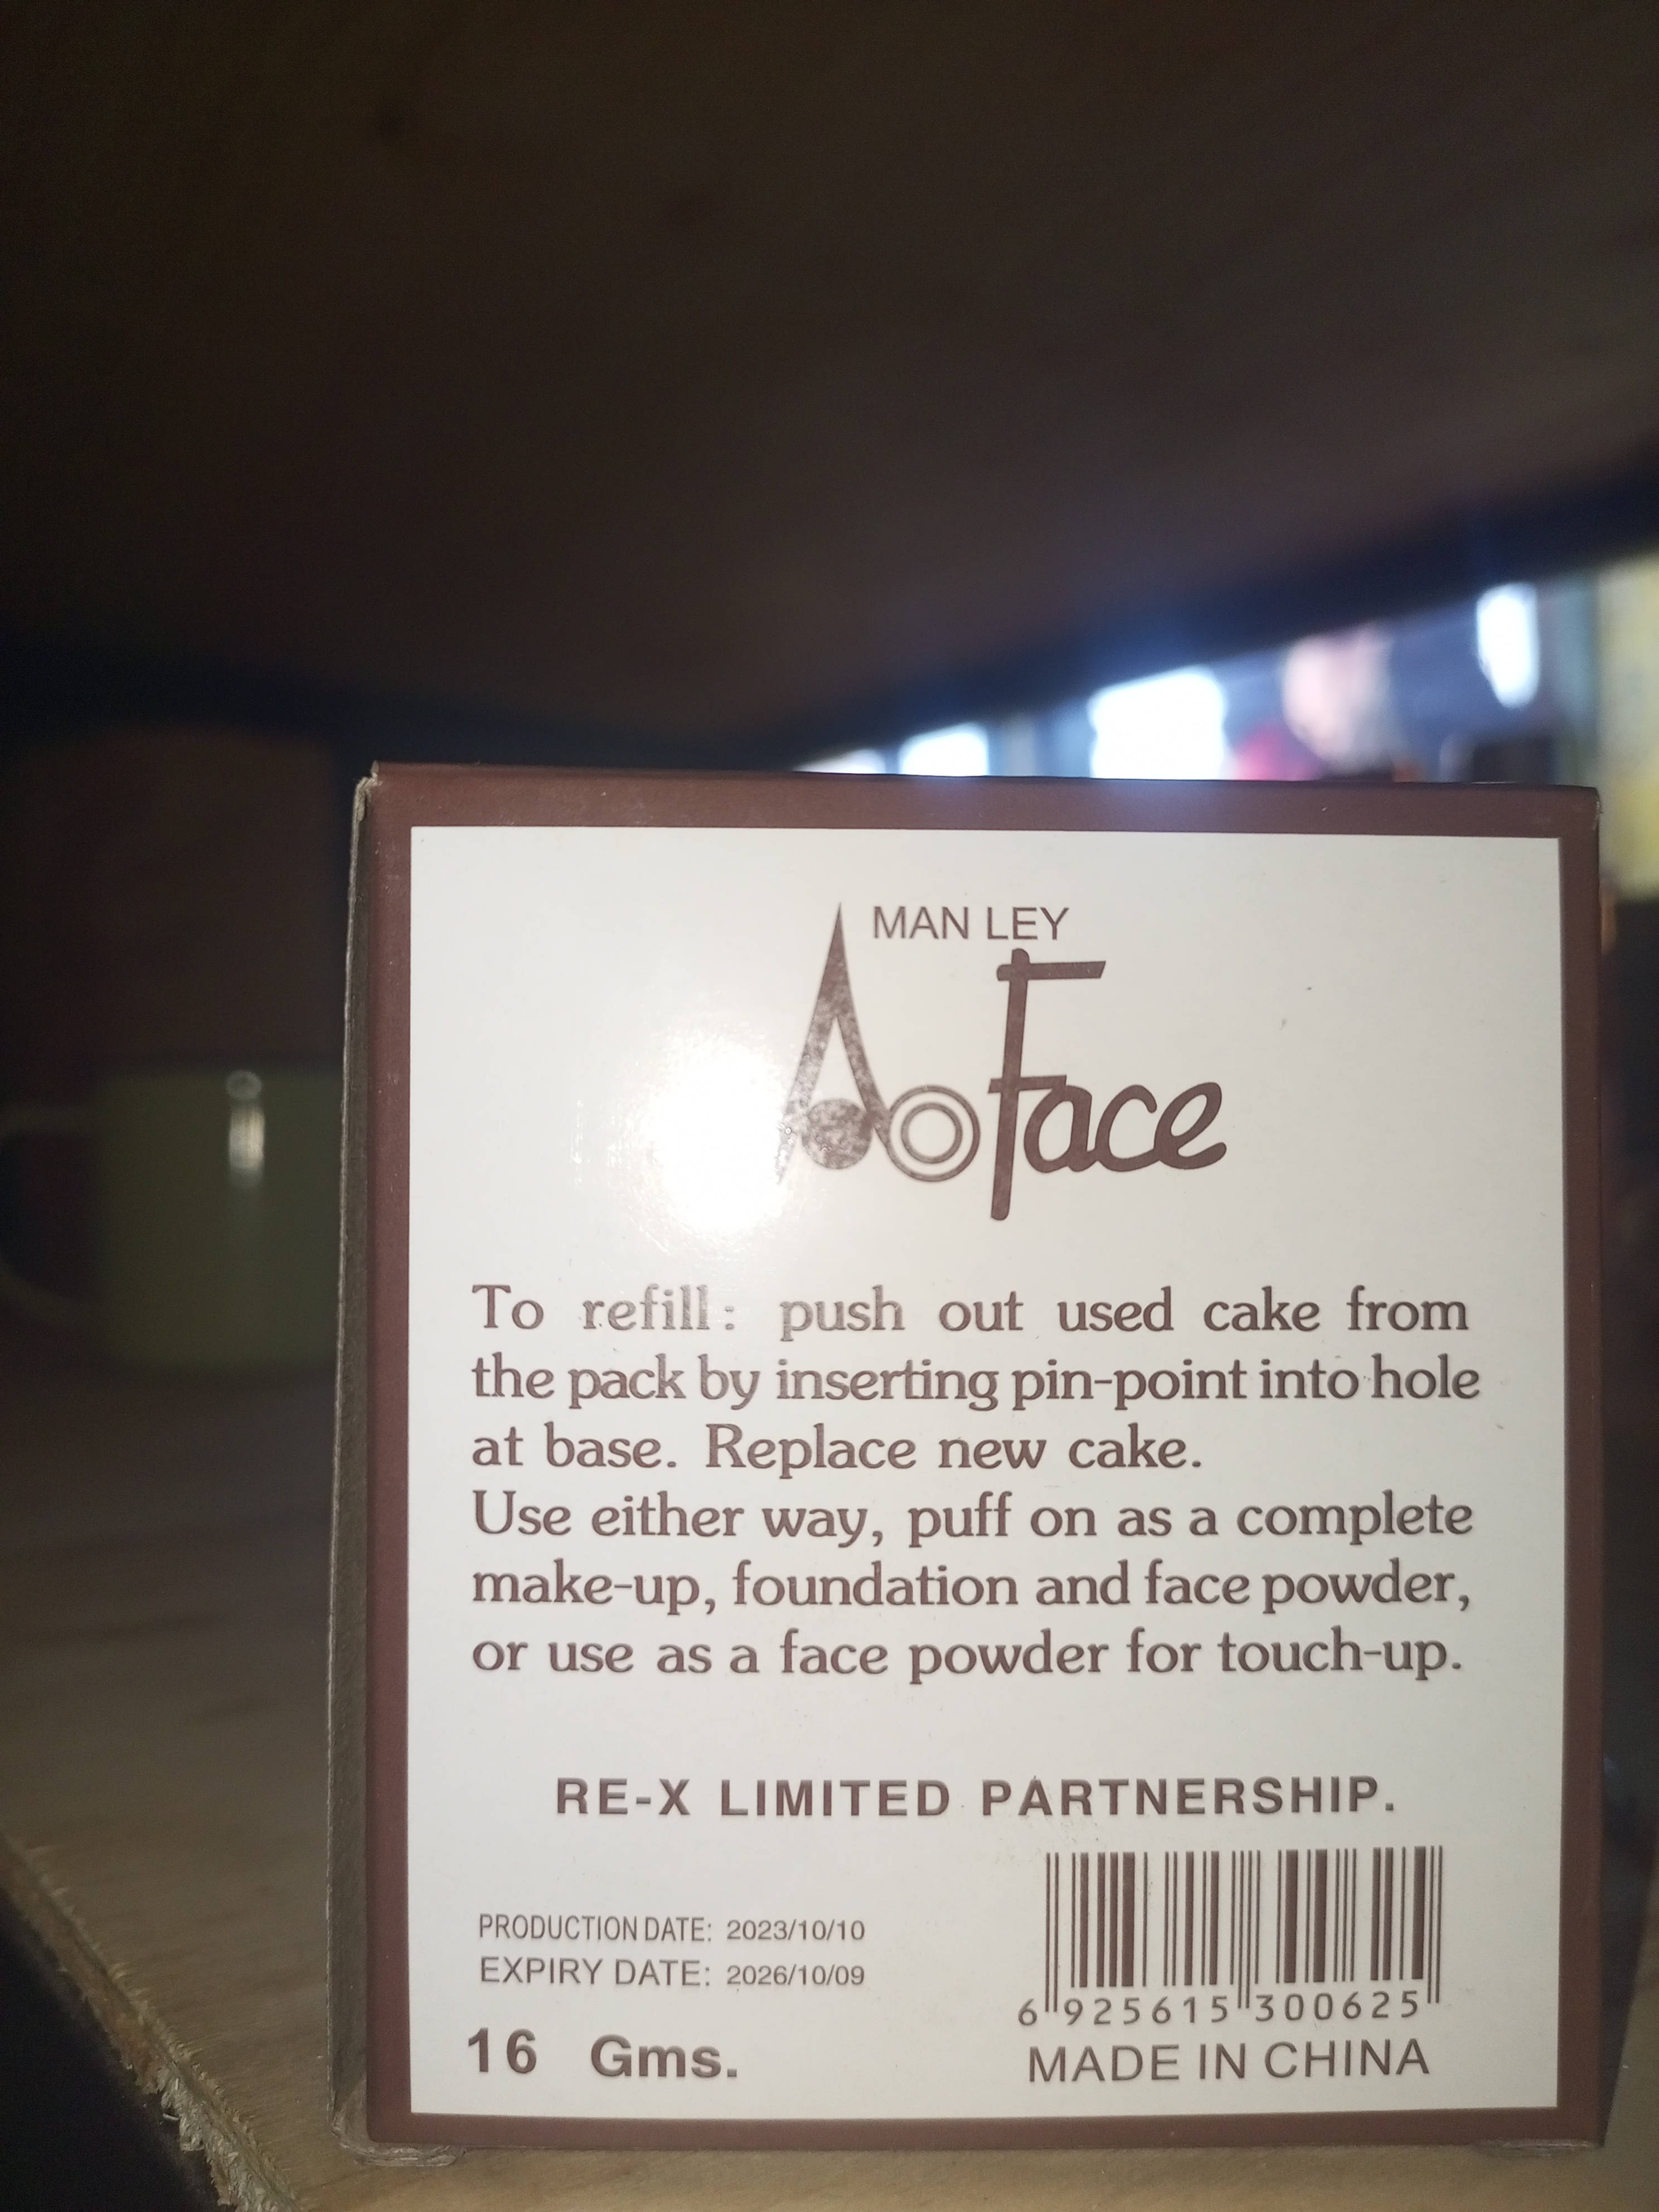 MAN LEY
Ao Face
To refill: push out used cake from
the pack by inserting pin-point into hole
at base. Replace new cake.
Use either way, puff on as a complete
make-up, foundation and face powder,
or use as a face powder for touch-up.
RE-X LIMITED PARTNERSHIP.
PRODUCTION DATE: 2023/10/10
EXPIRY DATE: 2026/10/09
6 925615 300625
16 Gms.
MADE IN CHINA